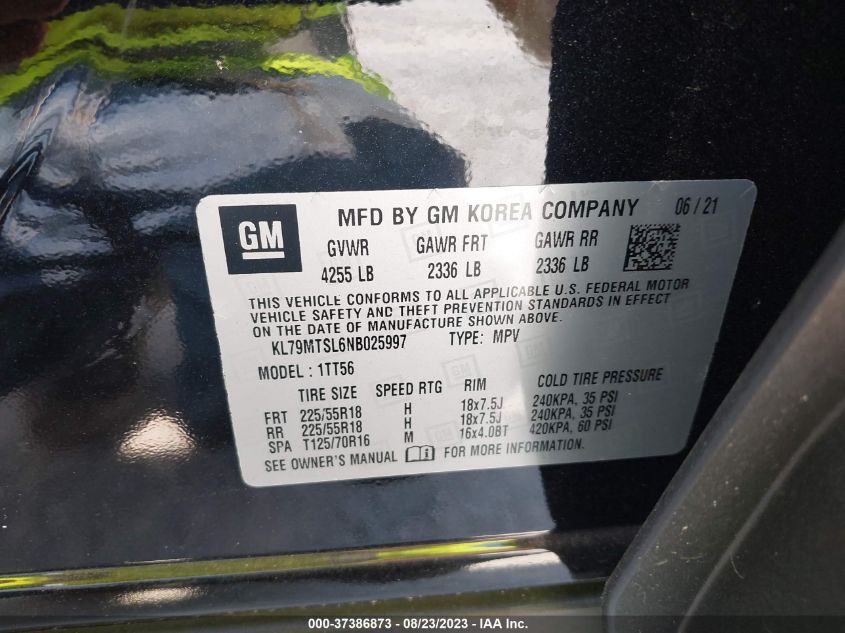 GM MFD BY GM KOREA COMPANY 06/21
GVWR GAWR FRT GAWR RR
4255 LB 2336 LB 2336 LB
THIS VEHICLE CONFORMS TO ALL APPLICABLE U.S. FEDERAL MOTOR
VEHICLE SAFETY AND THEFT PREVENTION STANDARDS IN EFFECT
ON THE DATE OF MANUFACTURE SHOWN ABOVE.
KL79MTSL6NB025997 TYPE: MPV
MODEL: 1TT56
TIRE SIZE SPEED RTG RIM COLD TIRE PRESSURE
FRT 225/55R18 H 18x7.5J 240KPA, 35 PSI
RR 225/55R18 H 18x7.5J 240KPA, 35 PSI
SPA T125/70R16 M 16x4.0BT 420KPA, 60 PSI
SEE OWNER'S MANUAL FOR MORE INFORMATION.
000-37386873 - 08/23/2023 - IAA Inc.